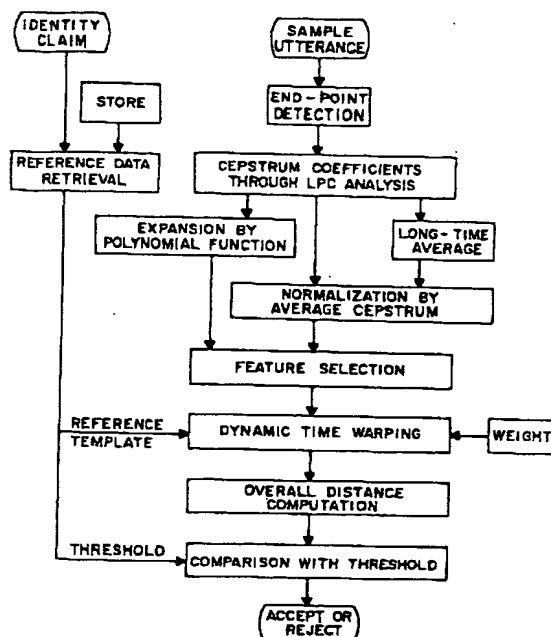 IDENTITY
CLAIM
SAMPLE
UTTERANCE
STORE
END-POINT
DETECTION
REFERENCE DATA
RETRIEVAL
CEPSTRUM COEFFICIENTS
THROUGH LPC ANALYSIS
EXPANSION BY
POLYNOMIAL FUNCTION
LONG-TIME
AVERAGE
NORMALIZATION BY
AVERAGE CEPSTRUM
FEATURE SELECTION
REFERENCE
TEMPLATE
DYNAMIC TIME WARPING
WEIGHT
OVERALL DISTANCE
COMPUTATION
THRESHOLD
COMPARISON WITH THRESHOLD
ACCEPT OR
REJECT